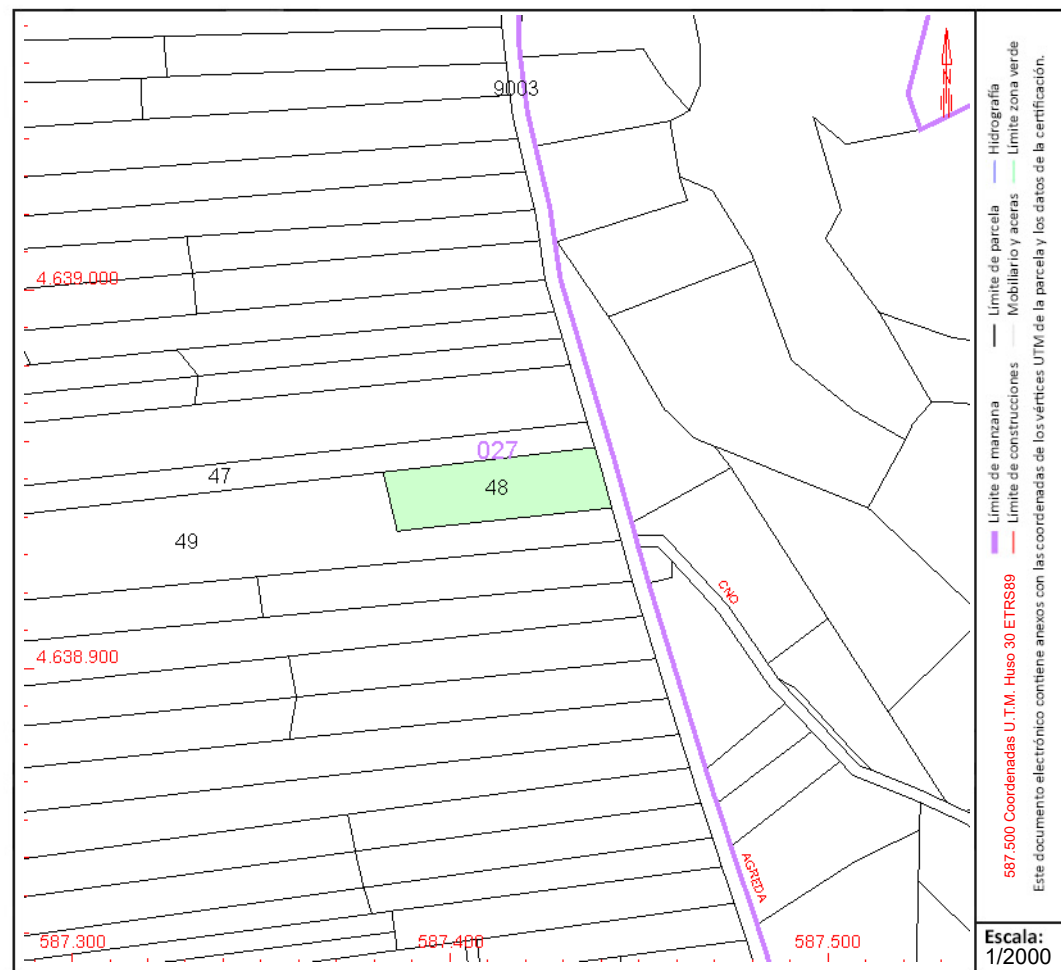 9003
4.639.000
027
47
48
49
CNO
4.638.900
AGREDA
587.300
587.400
587.500
N
Límite de manzana
Límite de parcela
Hidrografía
587.500 Coordenadas U.T.M. Huso 30 ETRS89
Límite de construcciones
Mobiliario y aceras
Límite zona verde
Este documento electrónico contiene anexos con las coordenadas de los vértices UTM de la parcela y los datos de la certificación.
Escala:
1/2000